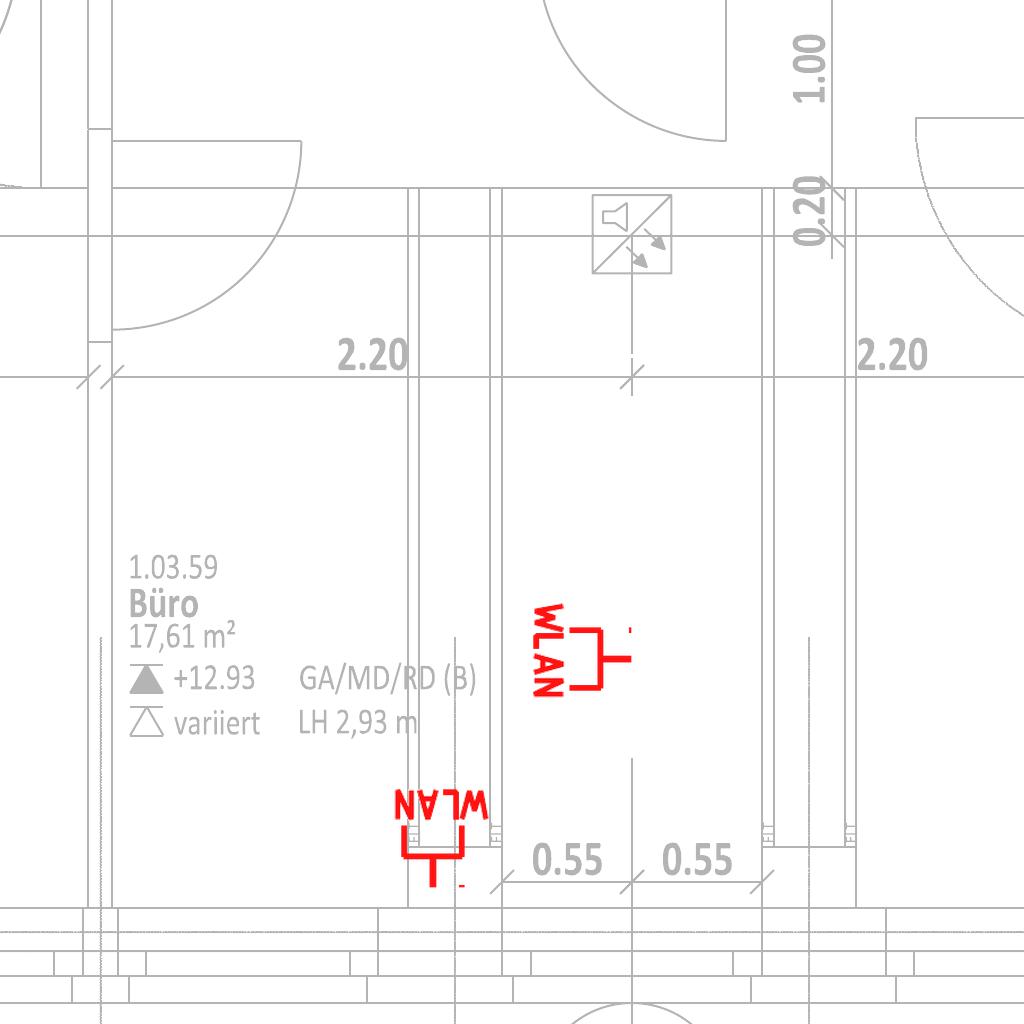 1.00
0.20
2.20
2.20
1.03.59
Büro
17,61 m²
+12.93 GA/MD/RD (B)
variiert LH 2,93 m
WLAN
WLAN
0.55
0.55